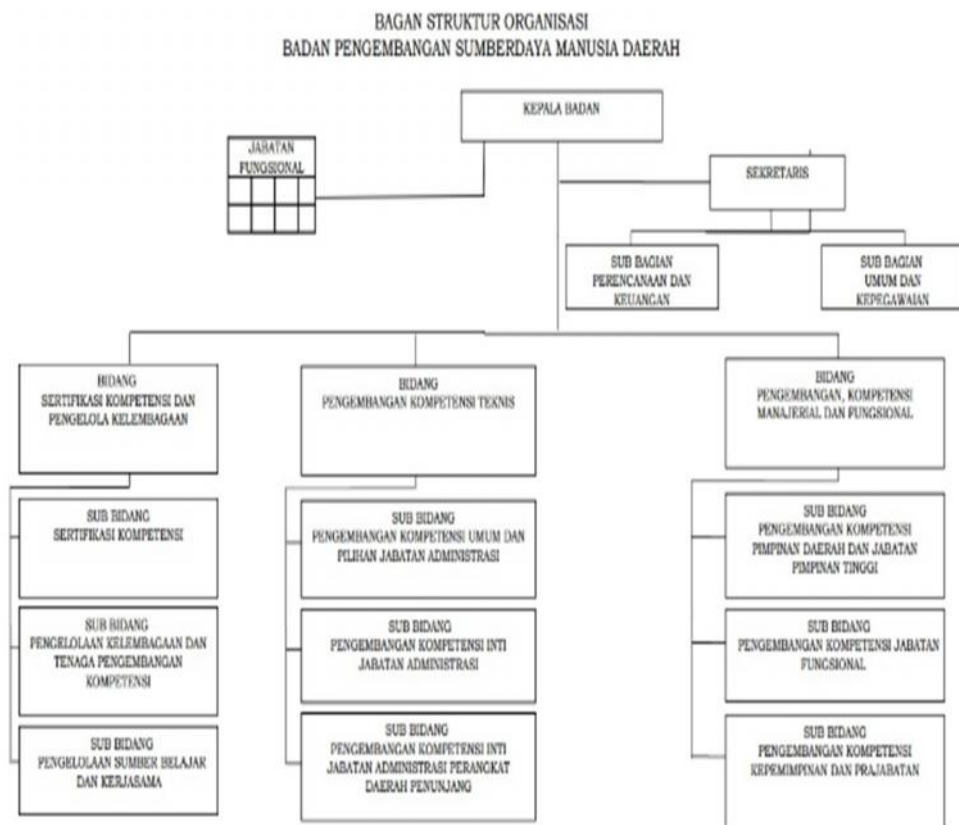 BAGAN STRUKTUR ORGANISASI
BADAN PENGEMBANGAN SUMBERDAYA MANUSIA DAERAH
KEPALA BADAN
JABATAN
FUNGSIONAL
SEKRETARIS
SUB BAGIAN
PERENCANAAN DAN
KEUANGAN
SUB BAGIAN
UMUM DAN
KEPEGAWAIAN
BIDANG
SERTIFIKASI KOMPETENSI DAN
PENGELOLA KELEMBAGAAN
BIDANG
PENGEMBANGAN KOMPETENSI TEKNIS
BIDANG
PENGEMBANGAN, KOMPETENSI
MANAJERIAL DAN FUNGSIONAL
SUB BIDANG
SERTIFIKASI KOMPETENSI
SUB BIDANG
PENGELOLAAN KELEMBAGAAN DAN
TENAGA PENGEMBANGAN
KOMPETENSI
SUB BIDANG
PENGELOLAAN SUMBER BELAJAR
DAN KERJASAMA
SUB BIDANG
PENGEMBANGAN KOMPETENSI UMUM DAN
PILIHAN JABATAN ADMINISTRASI
SUB BIDANG
PENGEMBANGAN KOMPETENSI INTI
JABATAN ADMINISTRASI
SUB BIDANG
PENGEMBANGAN KOMPETENSI INTI
JABATAN ADMINISTRASI PERANGKAT
DAERAH PENUNJANG
SUB BIDANG
PENGEMBANGAN KOMPETENSI
PIMPINAN DAERAH DAN JABATAN
PIMPINAN TINGGI
SUB BIDANG
PENGEMBANGAN KOMPETENSI JABATAN
FUNGSIONAL
SUB BIDANG
PENGEMBANGAN KOMPETENSI
KEPEMIMPINAN DAN PRAJABATAN